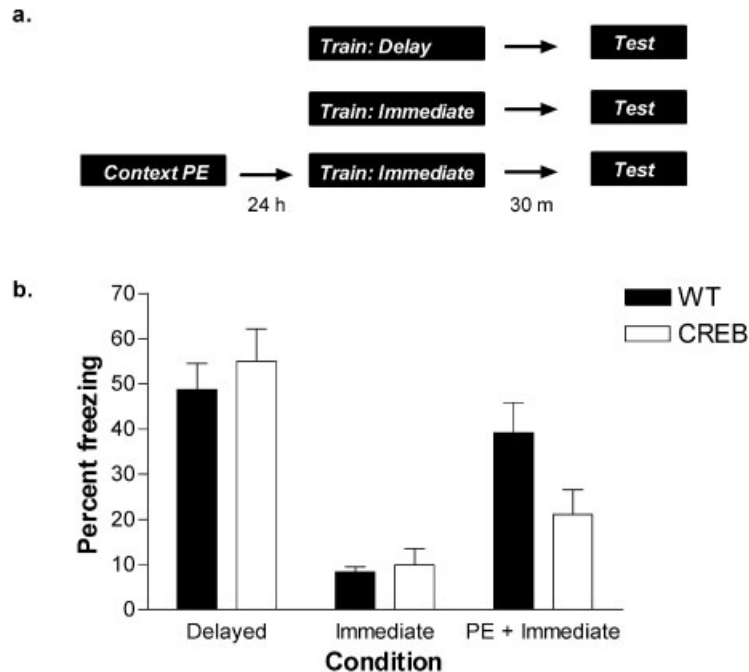 a.
Train: Delay Test
Train: Immediate Test
Context PE Train: Immediate Test
24 h 30 m
b.
WT
CREB
Percent freezing
70
60
50
40
30
20
10
0
Delayed Immediate PE + Immediate
Condition